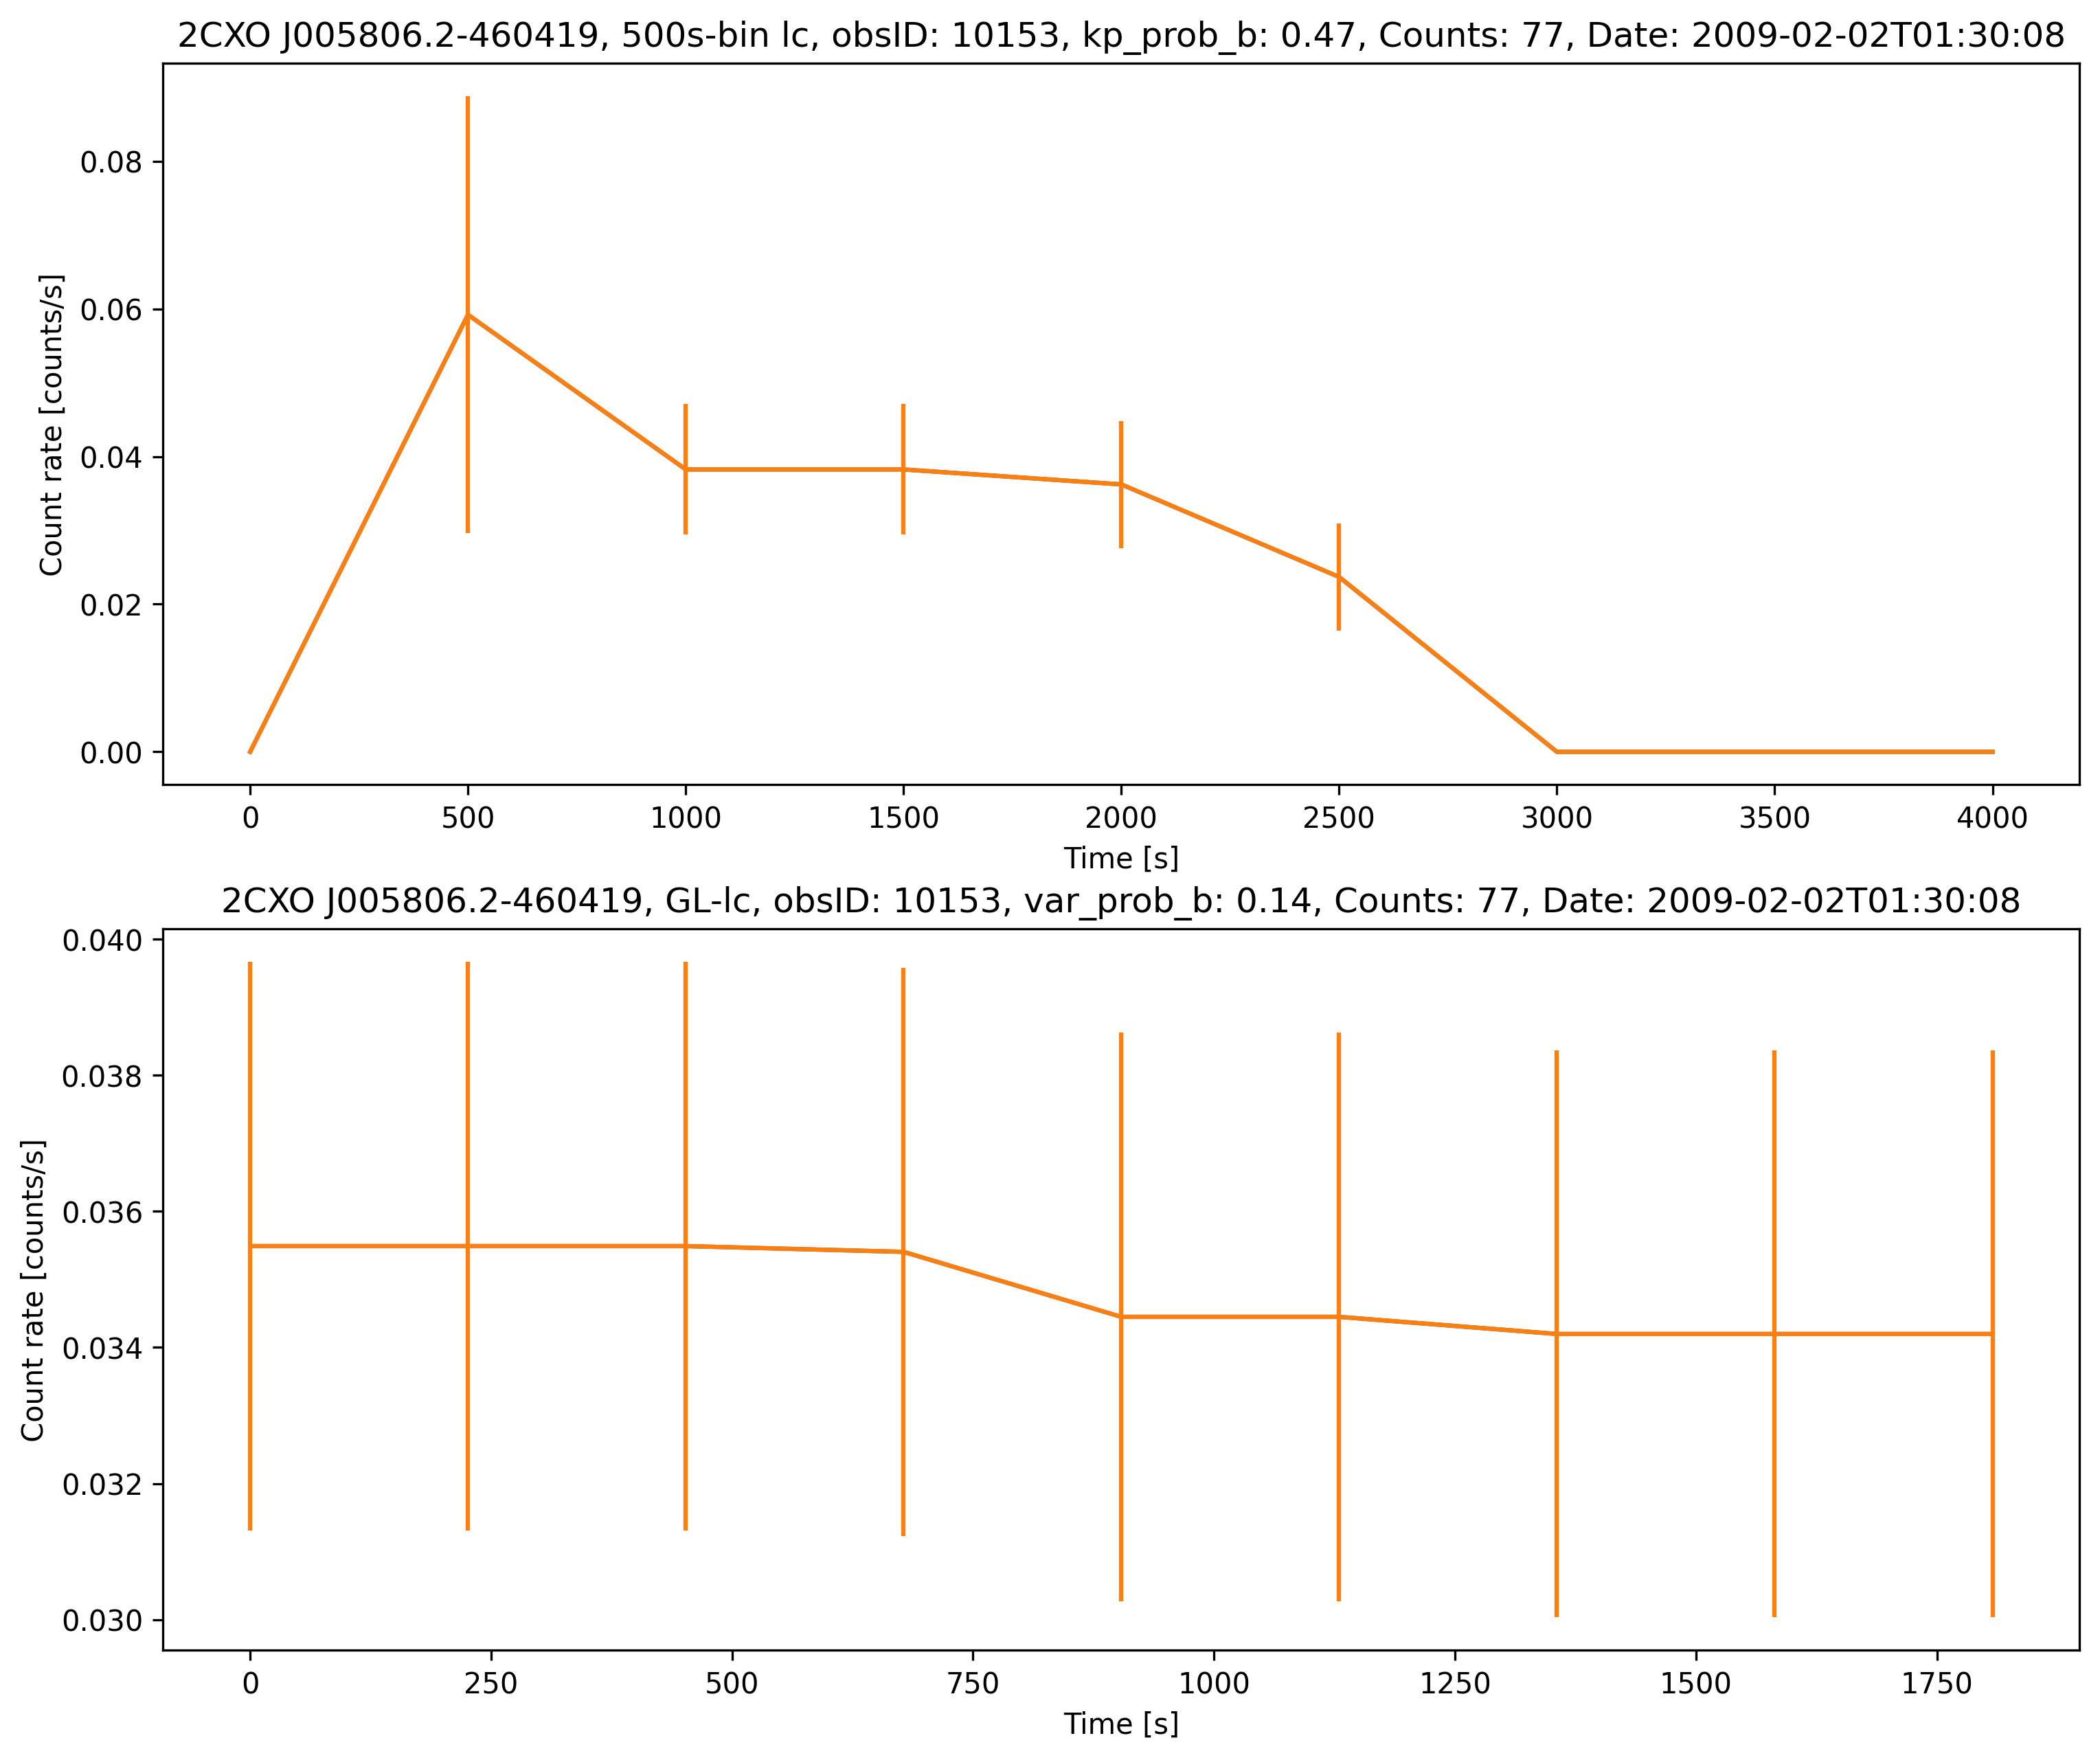 2CXO J005806.2-460419, 500s-bin lc, obsID: 10153, kp_prob_b: 0.47, Counts: 77, Date: 2009-02-02T01:30:08
Count rate [counts/s]
0.08
0.06
0.04
0.02
0.00
0 500 1000 1500 2000 2500 3000 3500 4000
Time [s]
2CXO J005806.2-460419, GL-lc, obsID: 10153, var_prob_b: 0.14, Counts: 77, Date: 2009-02-02T01:30:08
Count rate [counts/s]
0.040
0.038
0.036
0.034
0.032
0.030
0 250 500 750 1000 1250 1500 1750
Time [s]